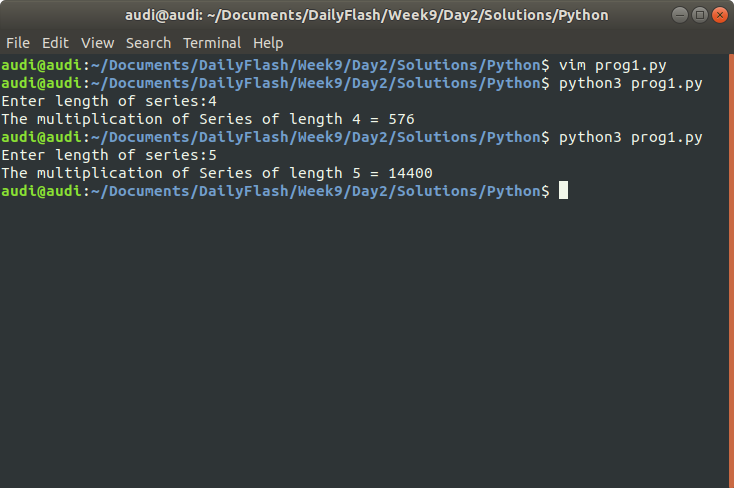 audi@audi: ~/Documents/DailyFlash/Week9/Day2/Solutions/Python
File Edit View Search Terminal Help
audi@audi:~/Documents/DailyFlash/Week9/Day2/Solutions/Python$ vim prog1.py
audi@audi:~/Documents/DailyFlash/Week9/Day2/Solutions/Python$ python3 prog1.py
Enter length of series:4
The multiplication of Series of length 4 = 576
audi@audi:~/Documents/DailyFlash/Week9/Day2/Solutions/Python$ python3 prog1.py
Enter length of series:5
The multiplication of Series of length 5 = 14400
audi@audi:~/Documents/DailyFlash/Week9/Day2/Solutions/Python$